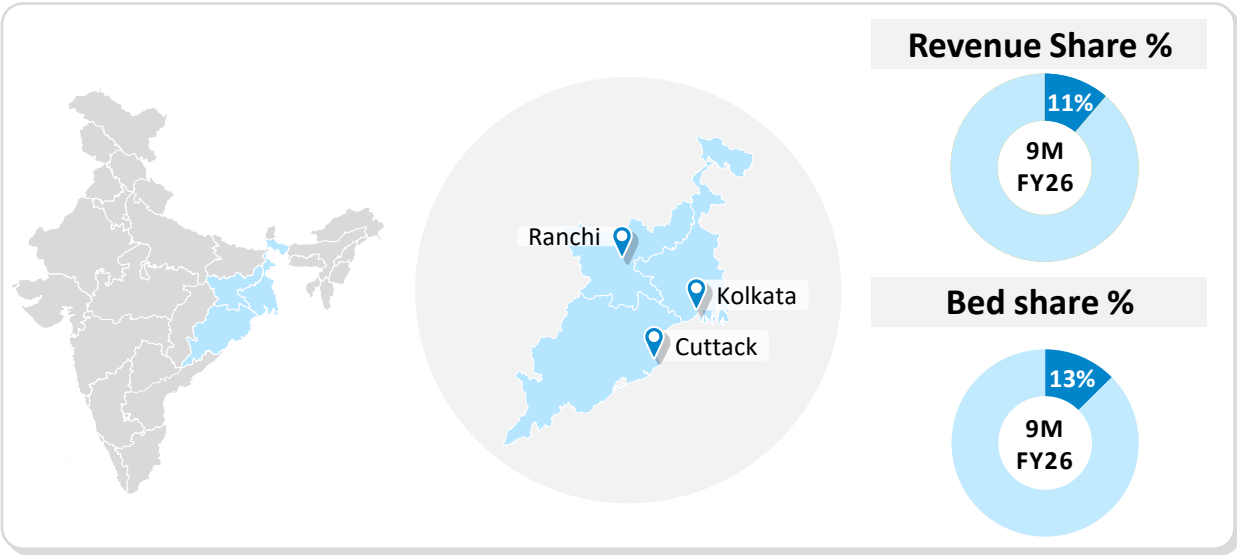 Revenue Share %
11%
9M
FY26
Ranchi
Kolkata
Cuttack
Bed share %
13%
9M
FY26